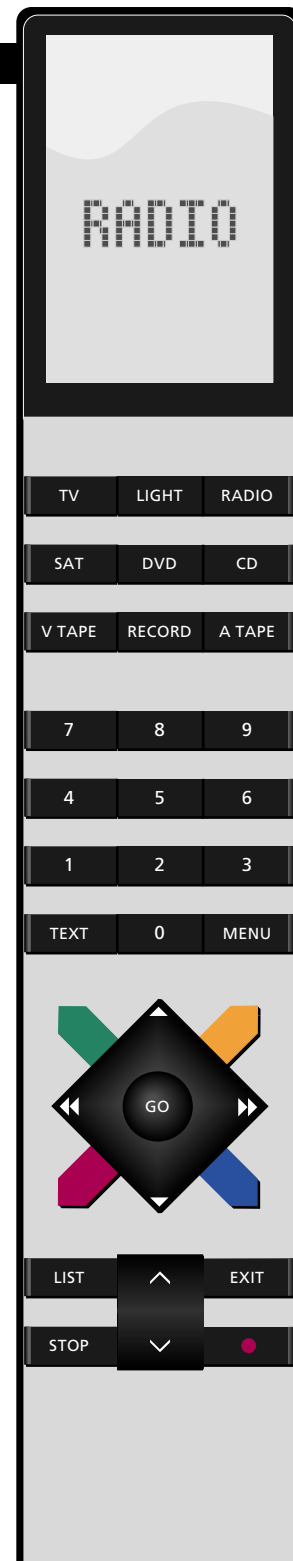 RADIO
TV LIGHT RADIO
SAT DVD CD
V TAPE RECORD A TAPE
7 8 9
4 5 6
1 2 3
TEXT 0 MENU
GO
LIST EXIT
STOP